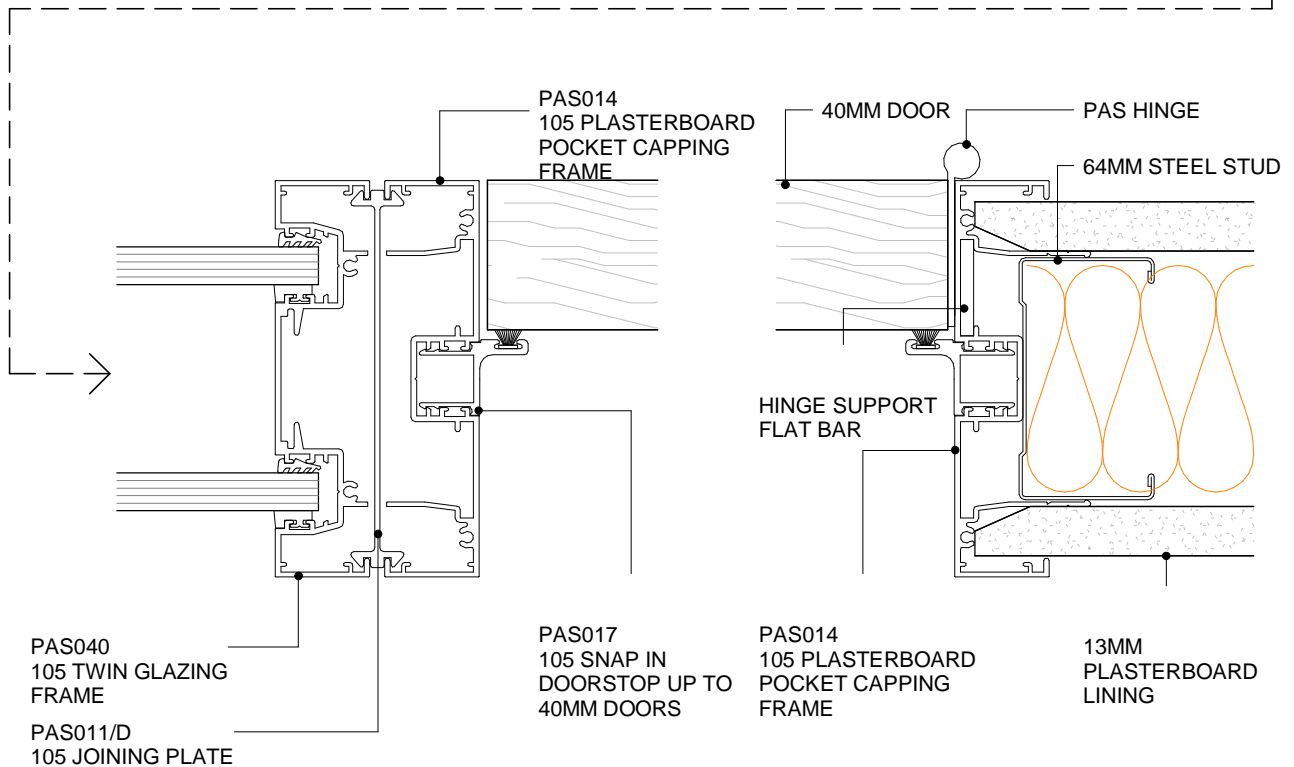 PAS014
105 PLASTERBOARD
POCKET CAPPING
FRAME
40MM DOOR
PAS HINGE
64MM STEEL STUD
HINGE SUPPORT
FLAT BAR
PAS040
105 TWIN GLAZING
FRAME
PAS011/D
105 JOINING PLATE
PAS017
105 SNAP IN
DOORSTOP UP TO
40MM DOORS
PAS014
105 PLASTERBOARD
POCKET CAPPING
FRAME
13MM
PLASTERBOARD
LINING